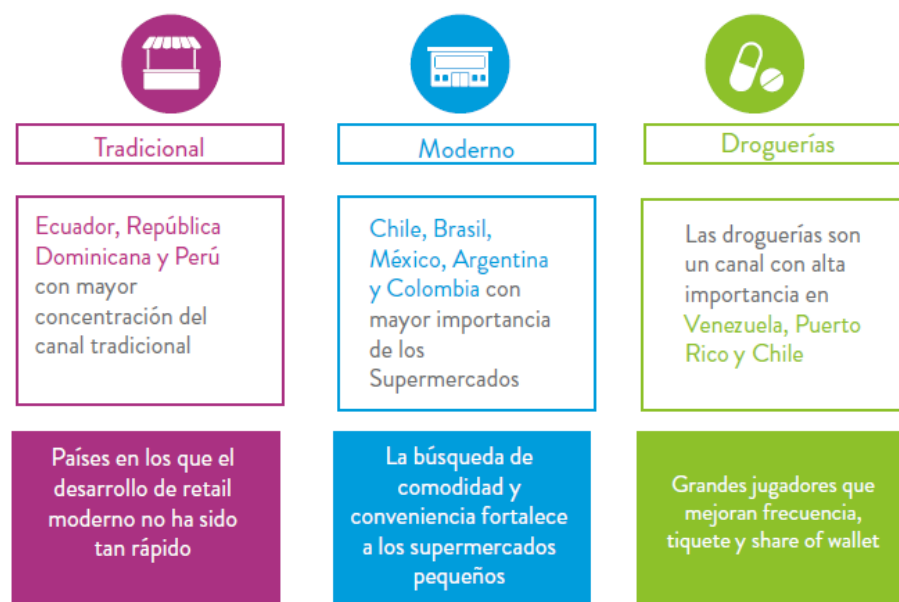 Tradicional
Moderno
Droguerías
Ecuador, República
Dominicana y Perú
con mayor
concentración del
canal tradicional
Chile, Brasil,
México, Argentina
y Colombia con
mayor importancia
de los
Supermercados
Las droguerías son
un canal con alta
importancia en
Venezuela, Puerto
Rico y Chile
Países en los que el
desarrollo de retail
moderno no ha sido
tan rápido
La búsqueda de
comodidad y
conveniencia fortalece
a los supermercados
pequeños
Grandes jugadores que
mejoran frecuencia,
tiquete y share of wallet